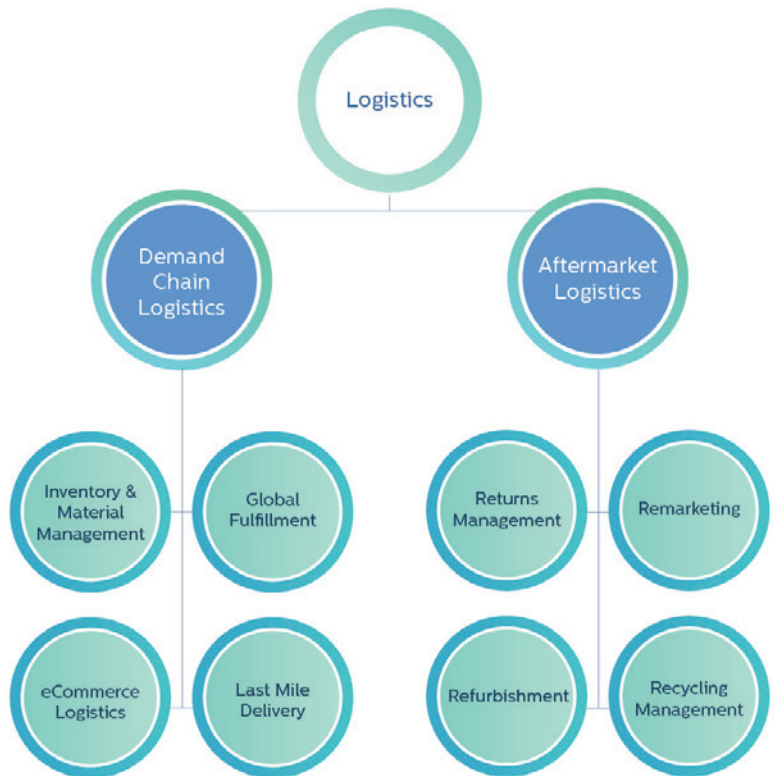 Logistics
Demand
Chain
Logistics
Aftermarket
Logistics
Inventory &
Material
Management
Global
Fulfillment
Returns
Management
Remarketing
eCommerce
Logistics
Last Mile
Delivery
Refurbishment
Recycling
Management